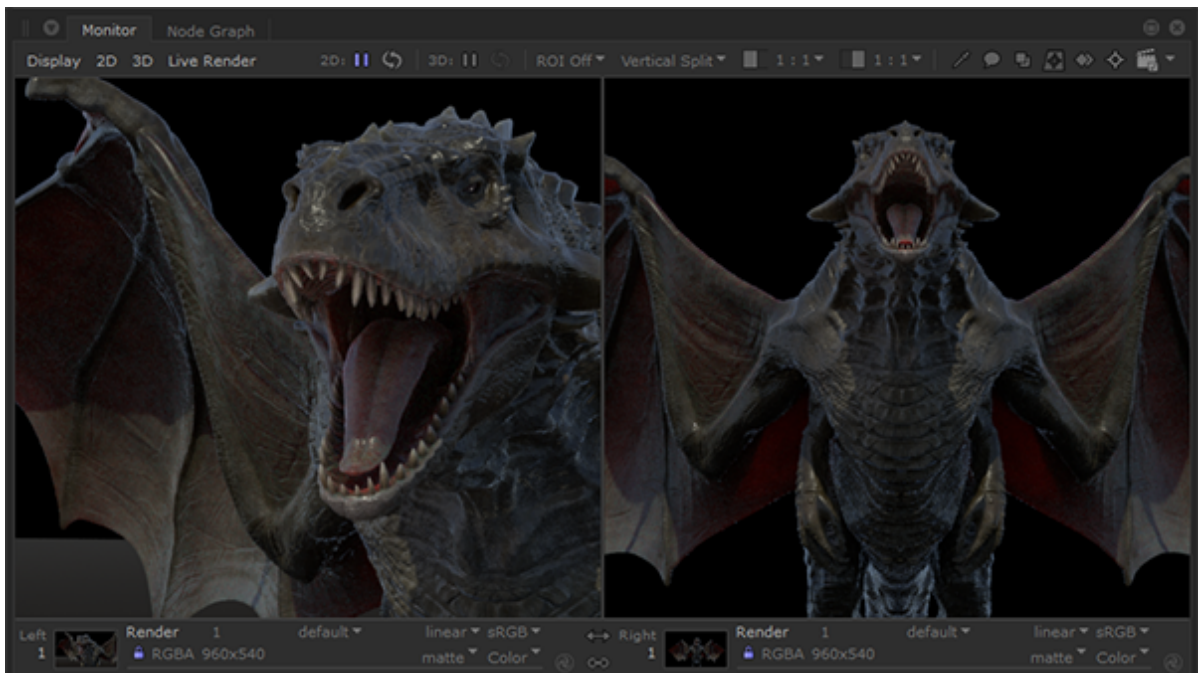 Monitor Node Graph
Display 2D 3D Live Render 2D: 3D: ROI Off Vertical Split 1 : 1 1 : 1
Left Render 1 default linear sRGB Right Render 1 default linear sRGB
1 RGBA 960x540 matte Color 1 RGBA 960x540 matte Color